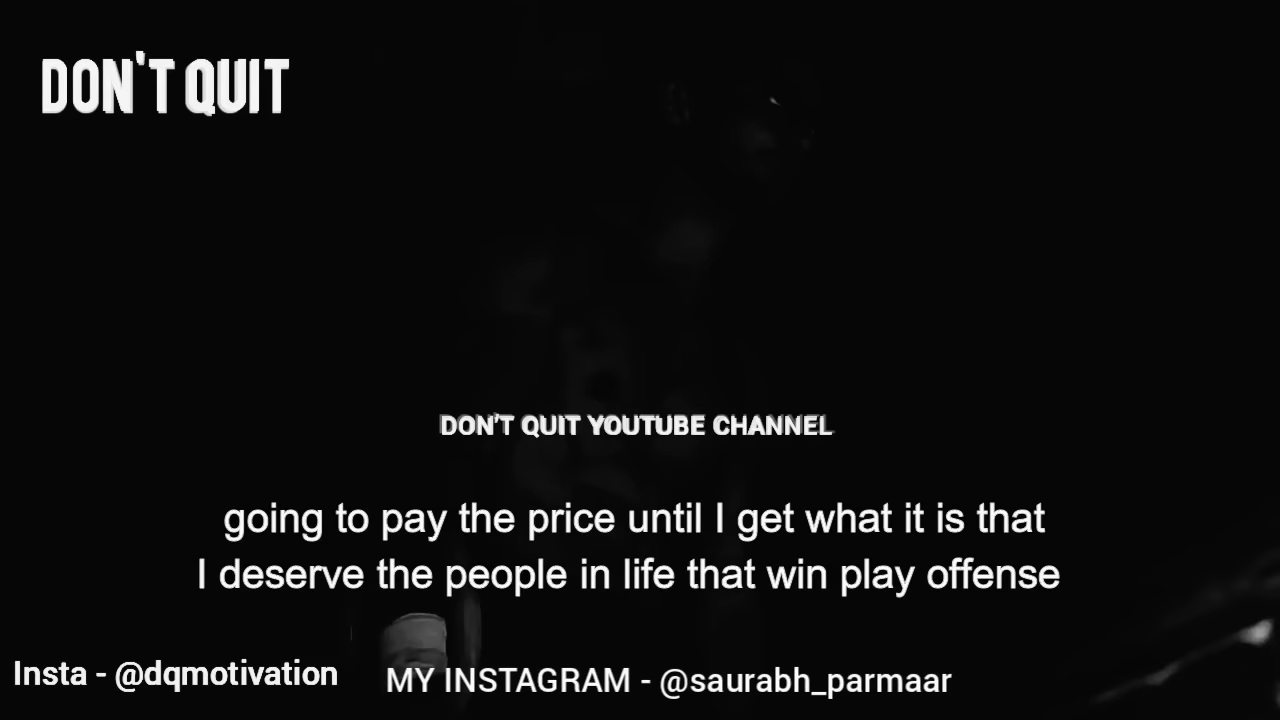 DON'T QUIT
DON'T QUIT YOUTUBE CHANNEL
going to pay the price until I get what it is that
I deserve the people in life that win play offense
Insta - @dqmotivation
MY INSTAGRAM - @saurabh_parmaar